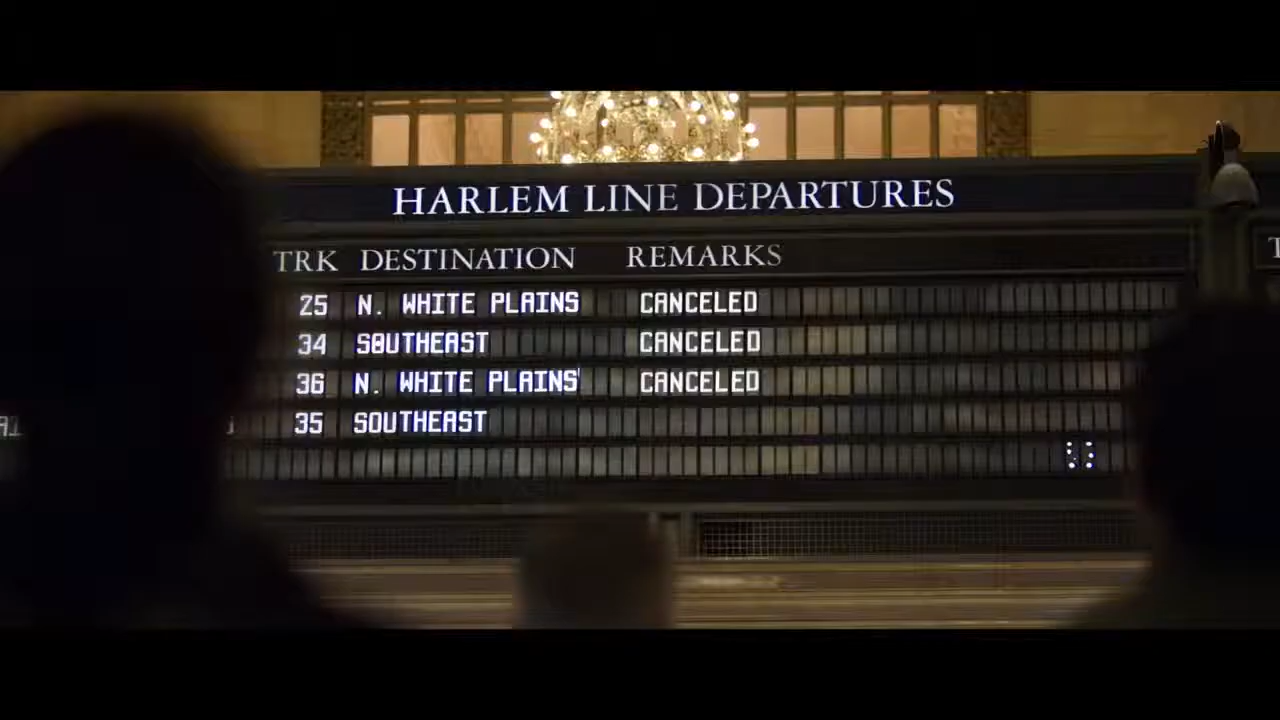 HARLEM LINE DEPARTURES
TRK DESTINATION REMARKS
25 N. WHITE PLAINS CANCELED
34 SOUTHEAST CANCELED
36 N. WHITE PLAINS CANCELED
35 SOUTHEAST